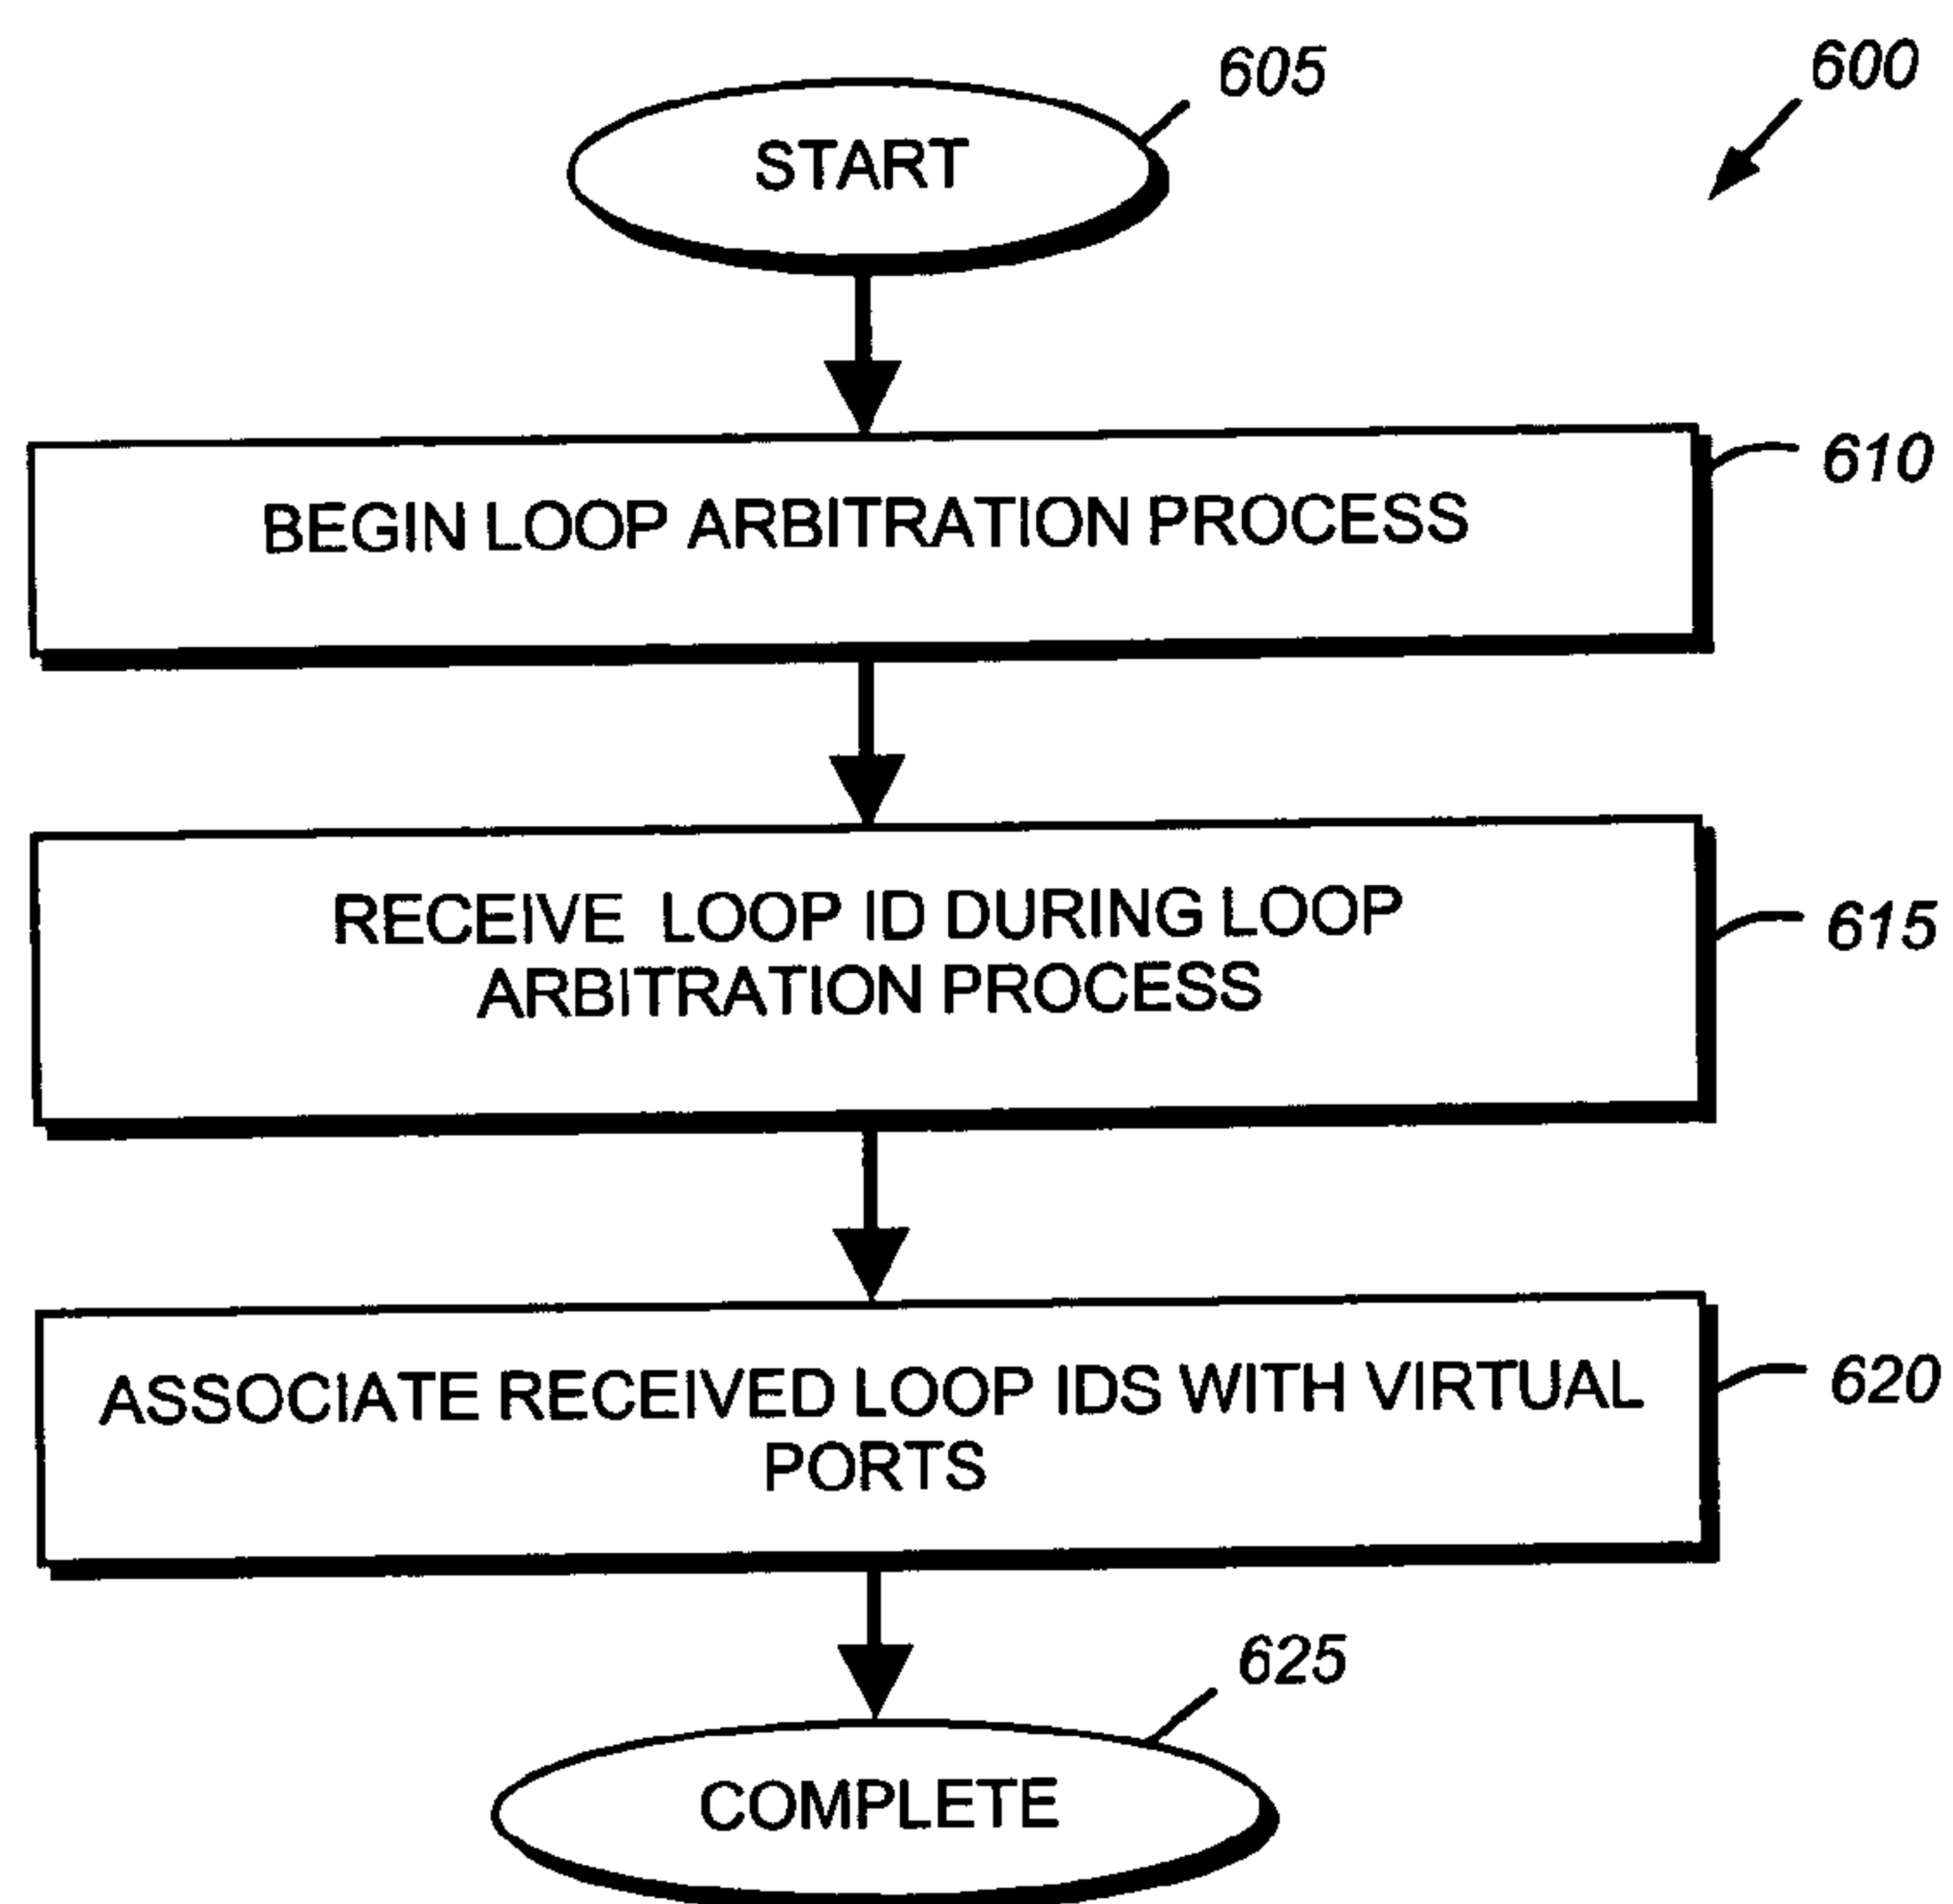 605
600
START
610
BEGIN LOOP ARBITRATION PROCESS
RECEIVE LOOP ID DURING LOOP
615
ARBITRATION PROCESS
ASSOCIATE RECEIVED LOOP IDS WITH VIRTUAL
620
PORTS
625
COMPLETE